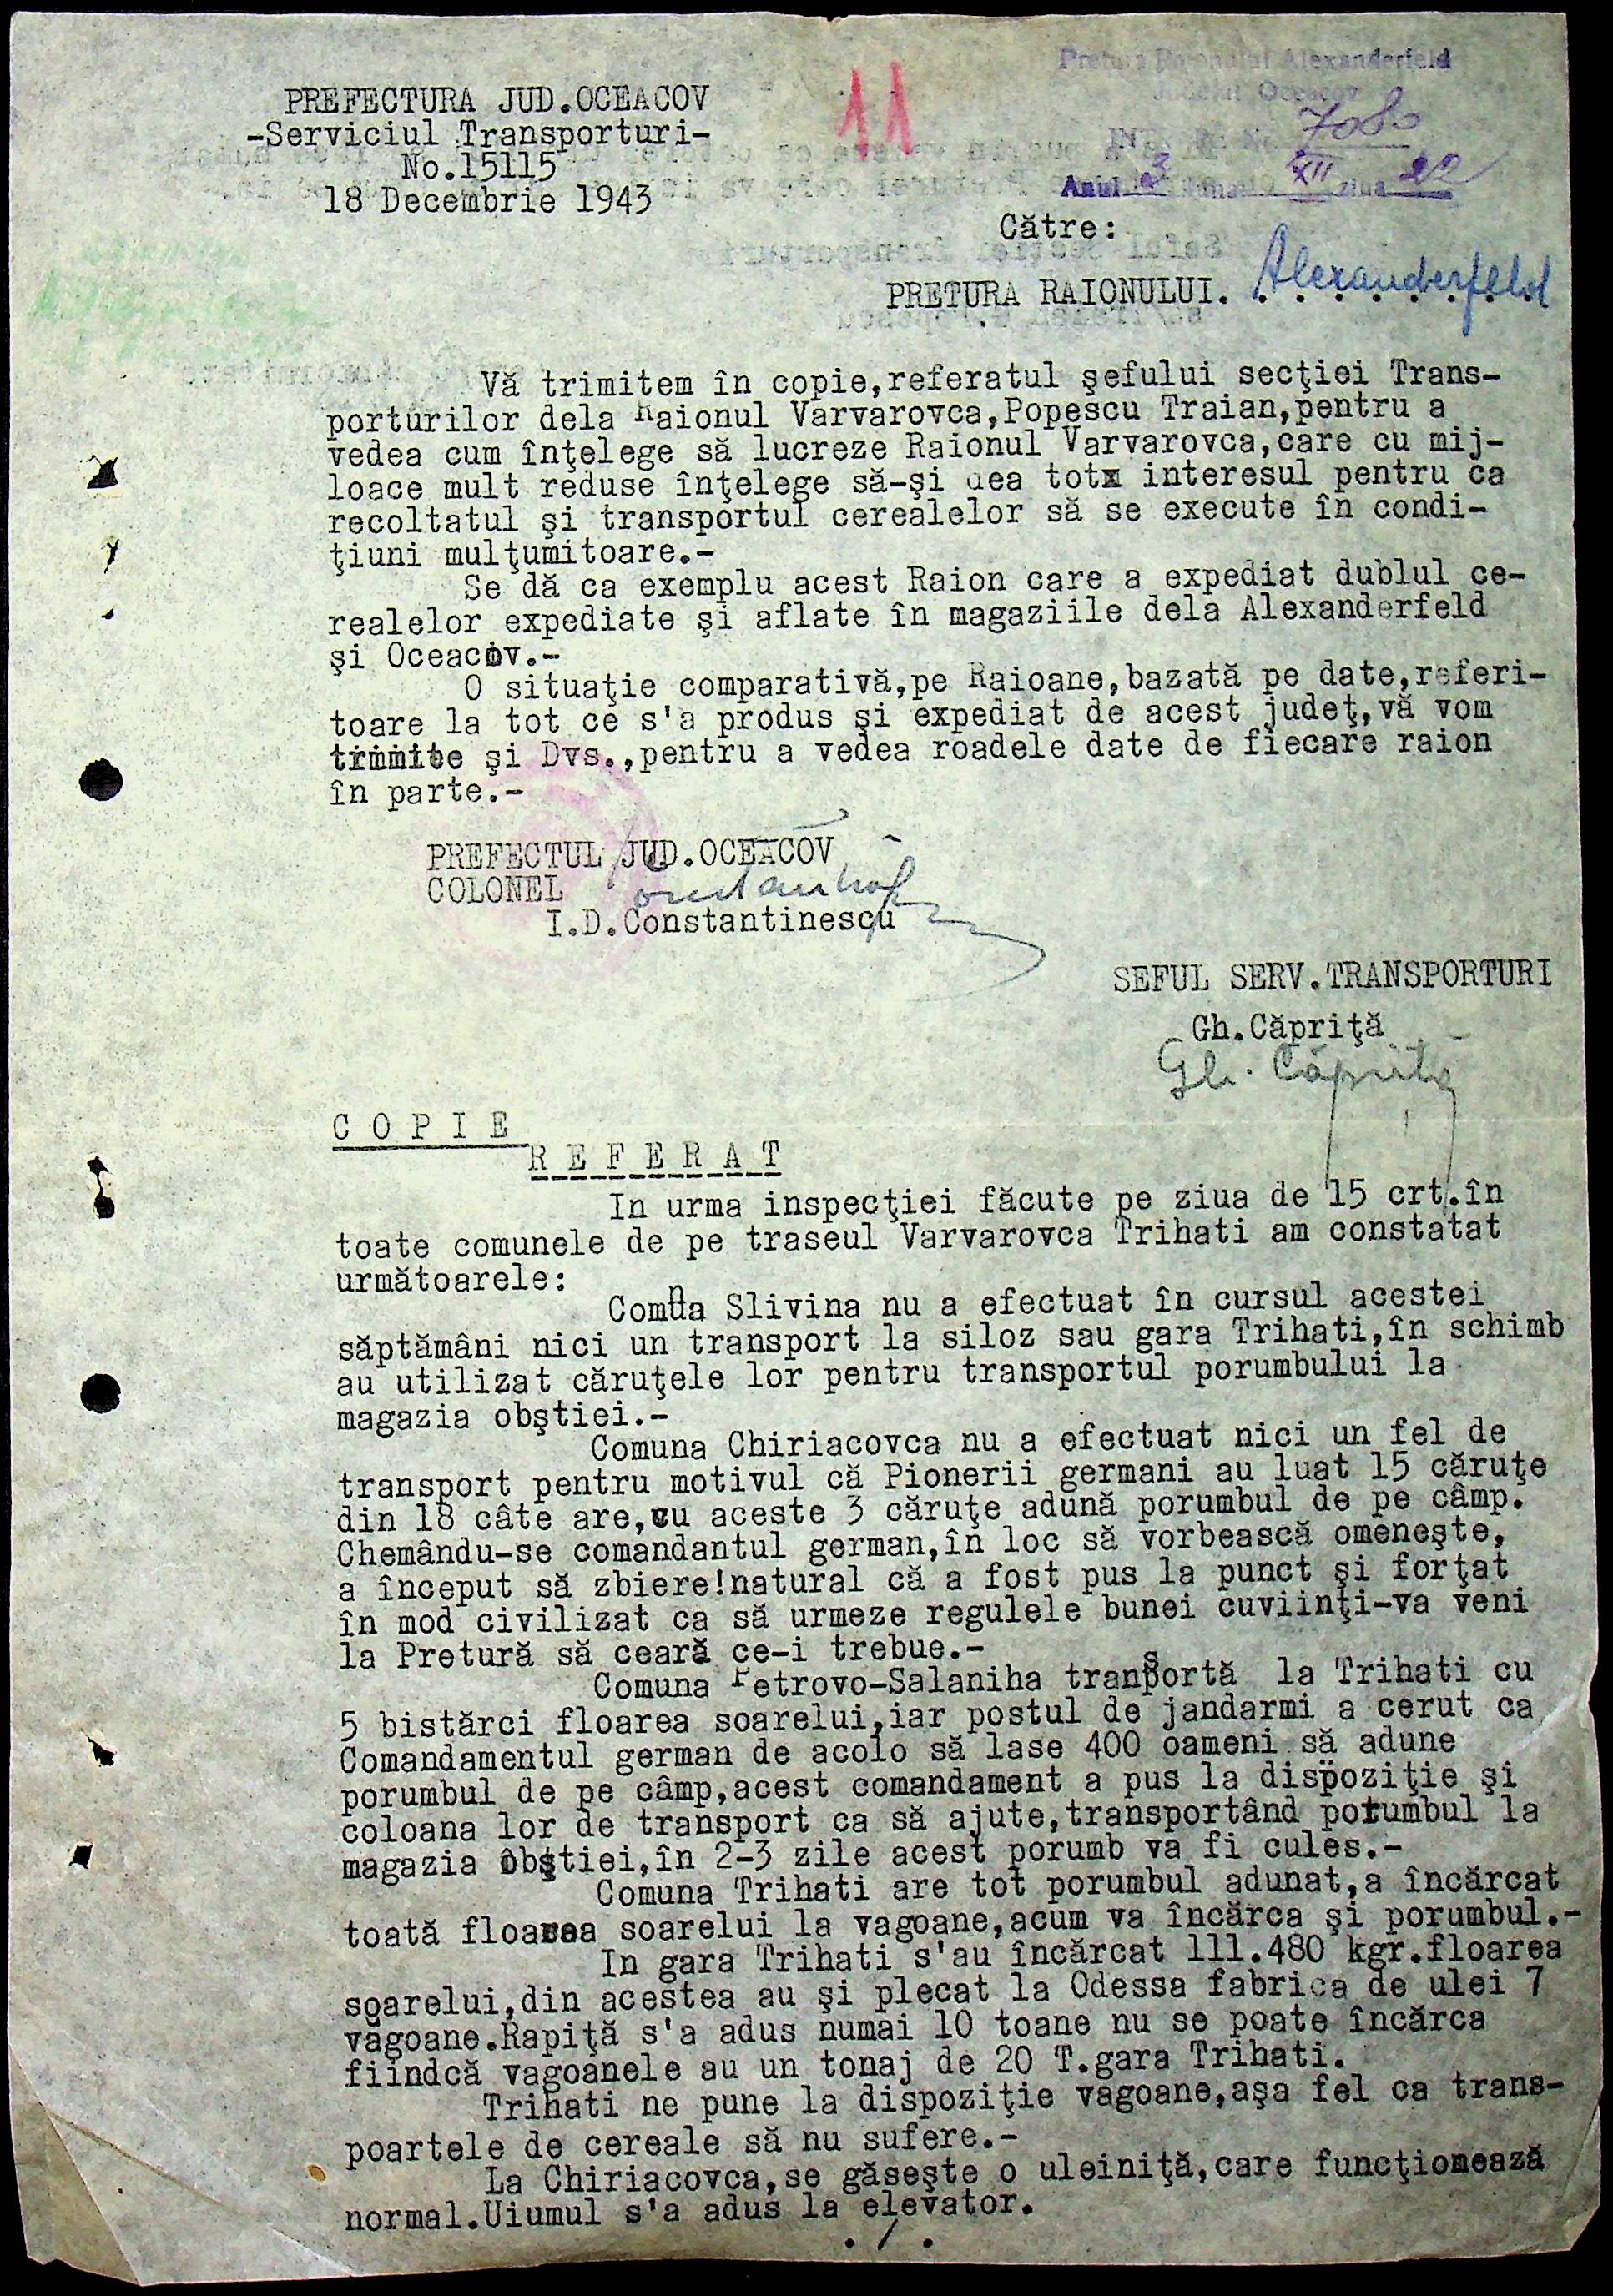 PREFECTURA JUD.OCEACOV
-Serviciul Transporturi-
No.15115
18 Decembrie 1943
11
Pretura Raionului Alexanderfeld
Judetul Oceacov
INT No. 7080
Anul 3 luna XII ziua 22
Către:
PRETURA RAIONULUI. Alexanderfeld
Vă trimitem în copie,referatul şefului secţiei Trans-
porturilor dela Raionul Varvarovca,Popescu Traian,pentru a
vedea cum înţelege să lucreze Raionul Varvarovca,care cu mij-
loace mult reduse înţelege să-şi dea totx interesul pentru ca
recoltatul şi transportul cerealelor să se execute în condi-
ţiuni mulţumitoare.-
Se dă ca exemplu acest Raion care a expediat dublul ce-
realelor expediate şi aflate în magaziile dela Alexanderfeld
şi Oceacov.-
O situaţie comparativă,pe Raioane,bazată pe date,referi-
toare la tot ce s'a produs şi expediat de acest judeţ,vă vom
trimite şi Dvs.,pentru a vedea roadele date de fiecare raion
în parte.-
PREFECTUL JUD.OCEACOV
COLONEL
I.D.Constantinescu
SEFUL SERV.TRANSPORTURI
Gh.Căpriţă
Gh. Căpriţă
C O P I E
R E F E R A T
In urma inspecţiei făcute pe ziua de 15 crt.în
toate comunele de pe traseul Varvarovca Trihati am constatat
următoarele:
Comuna Slivina nu a efectuat în cursul acestei
săptămâni nici un transport la siloz sau gara Trihati,în schimb
au utilizat căruţele lor pentru transportul porumbului la
magazia obştiei.-
Comuna Chiriacovca nu a efectuat nici un fel de
transport pentru motivul că Pionerii germani au luat 15 căruţe
din 18 câte are,cu aceste 3 căruţe adună porumbul de pe câmp.
Chemându-se comandantul german,în loc să vorbească omeneşte,
a început să zbiere!natural că a fost pus la punct şi forţat
în mod civilizat ca să urmeze regulele bunei cuviinţi-va veni
la Pretură să ceară ce-i trebue.-
Comuna Petrovo-Salaniha transportă la Trihati cu
5 bistărci floarea soarelui,iar postul de jandarmi a cerut ca
Comandamentul german de acolo să lase 400 oameni să adune
porumbul de pe câmp,acest comandament a pus la dispoziţie şi
coloana lor de transport ca să ajute,transportând porumbul la
magazia obştiei,în 2-3 zile acest porumb va fi cules.-
Comuna Trihati are tot porumbul adunat,a încărcat
toată floarea soarelui la vagoane,acum va încărca şi porumbul.-
In gara Trihati s'au încărcat 111.480 kgr.floarea
soarelui,din acestea au şi plecat la Odessa fabrica de ulei 7
vagoane.Rapiţă s'a adus numai 10 toane nu se poate încărca
fiindcă vagoanele au un tonaj de 20 T.gara Trihati.
Trihati ne pune la dispoziţie vagoane,aşa fel ca trans-
poartele de cereale să nu sufere.-
La Chiriacovca,se găseşte o uleiniţă,care funcţionează
normal.Uiumul s'a adus la elevator.
./.